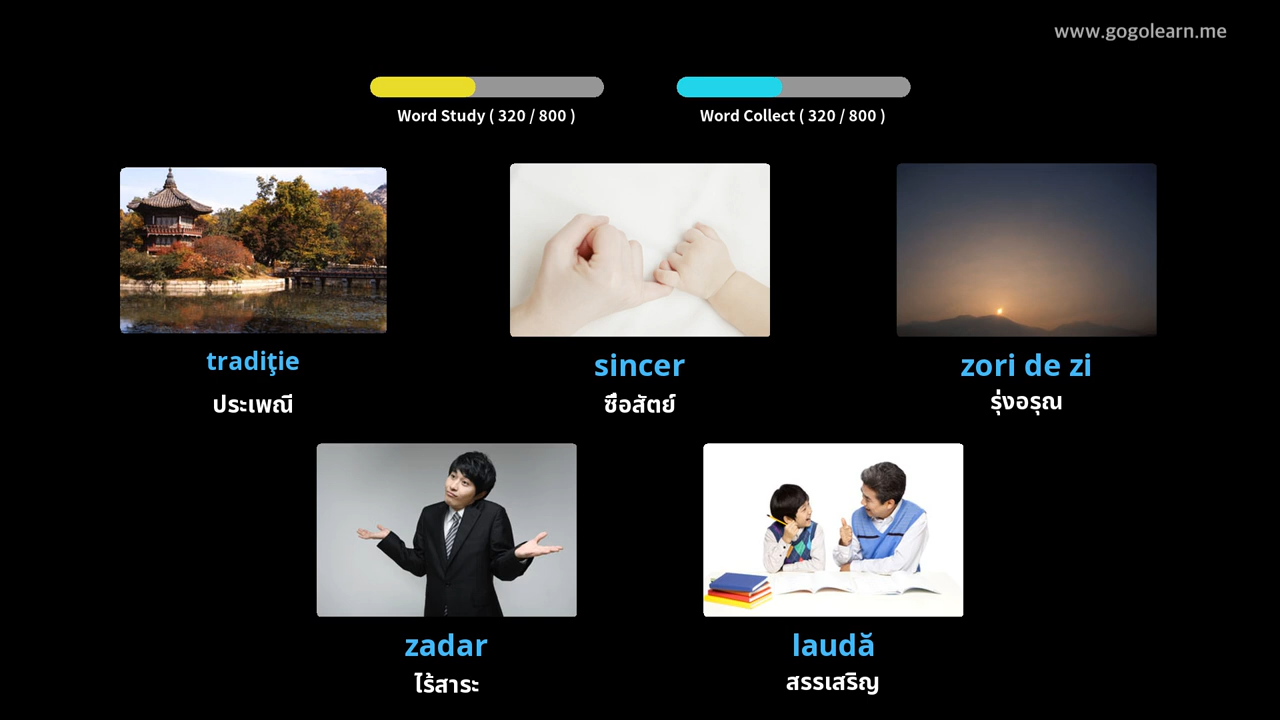 www.gogolearn.me
Word Study ( 320 / 800 )
Word Collect ( 320 / 800 )
tradiţie
ประเพณี
sincer
ซื่อสัตย์
zori de zi
รุ่งอรุณ
zadar
ไร้สาระ
laudă
สรรเสริญ